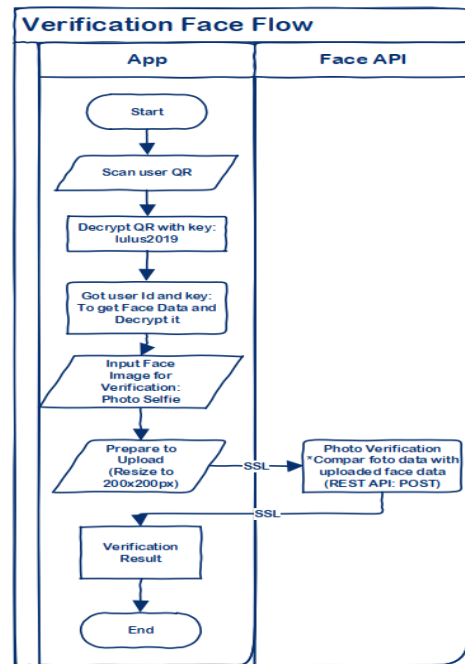 Verification Face Flow
App
Face API
Start
Scan user QR
Decrypt QR with key:
lulus2019
Got user Id and key:
To get Face Data and
Decrypt it
Input Face
Image for
Verification:
Photo Selfie
Prepare to
Upload
(Resize to
200x200px)
SSL
Photo Verification
*Compar foto data with
uploaded face data
(REST API: POST)
SSL
Verification
Result
End